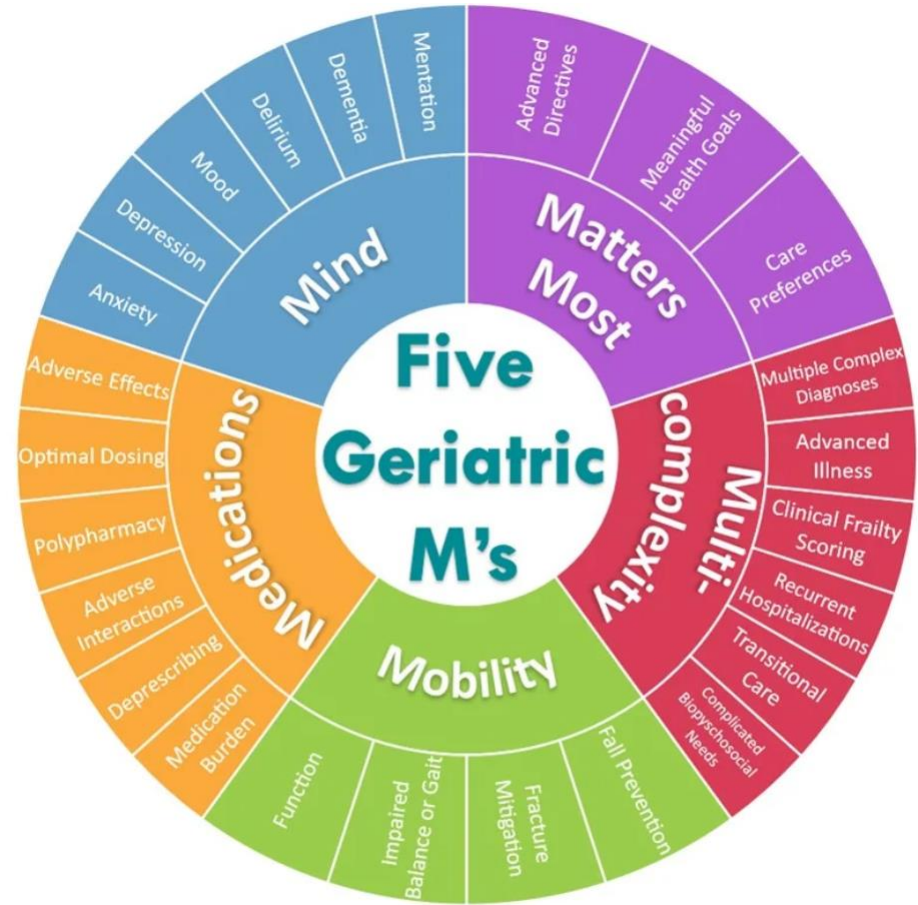 Five
Geriatric
M's
Matters
Most
Advanced
Directives
Meaningful
Health Goals
Care
Preferences
Multi-
complexity
Multiple Complex
Diagnoses
Advanced
Illness
Clinical Frailty
Scoring
Recurrent
Hospitalizations
Transitional
Care
Complicated
Biopyschosocial
Needs
Mobility
Fall Prevention
Fracture
Mitigation
Impaired
Balance or Gait
Function
Medications
Medication
Burden
Deprescribing
Adverse
Interactions
Polypharmacy
Optimal Dosing
Adverse Effects
Mind
Anxiety
Depression
Mood
Delirium
Dementia
Mentation